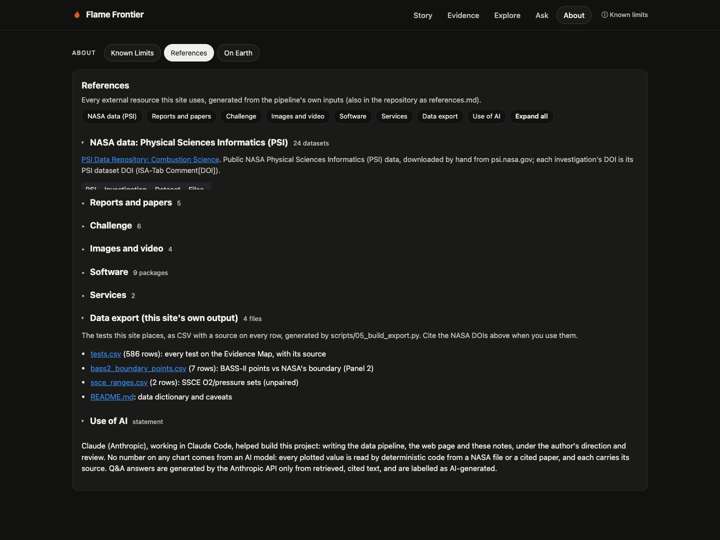 Flame Frontier
Story Evidence Explore Ask About ⓘ Known limits
ABOUT Known Limits References On Earth
References
Every external resource this site uses, generated from the pipeline's own inputs (also in the repository as references.md).
NASA data (PSI) Reports and papers Challenge Images and video Software Services Data export Use of AI Expand all
NASA data: Physical Sciences Informatics (PSI) 24 datasets
PSI Data Repository: Combustion Science. Public NASA Physical Sciences Informatics (PSI) data, downloaded by hand from psi.nasa.gov; each investigation's DOI is its
PSI dataset DOI (ISA-Tab Comment[DOI]).
PSI Investigation Dataset Files
Reports and papers 5
Challenge 6
Images and video 4
Software 9 packages
Services 2
Data export (this site's own output) 4 files
The tests this site places, as CSV with a source on every row, generated by scripts/05_build_export.py. Cite the NASA DOIs above when you use them.
• tests.csv (586 rows): every test on the Evidence Map, with its source
• bass2_boundary_points.csv (7 rows): BASS-II points vs NASA's boundary (Panel 2)
• ssce_ranges.csv (2 rows): SSCE O2/pressure sets (unpaired)
• README.md: data dictionary and caveats
Use of AI statement
Claude (Anthropic), working in Claude Code, helped build this project: writing the data pipeline, the web page and these notes, under the author's direction and
review. No number on any chart comes from an AI model: every plotted value is read by deterministic code from a NASA file or a cited paper, and each carries its
source. Q&A answers are generated by the Anthropic API only from retrieved, cited text, and are labelled as AI-generated.